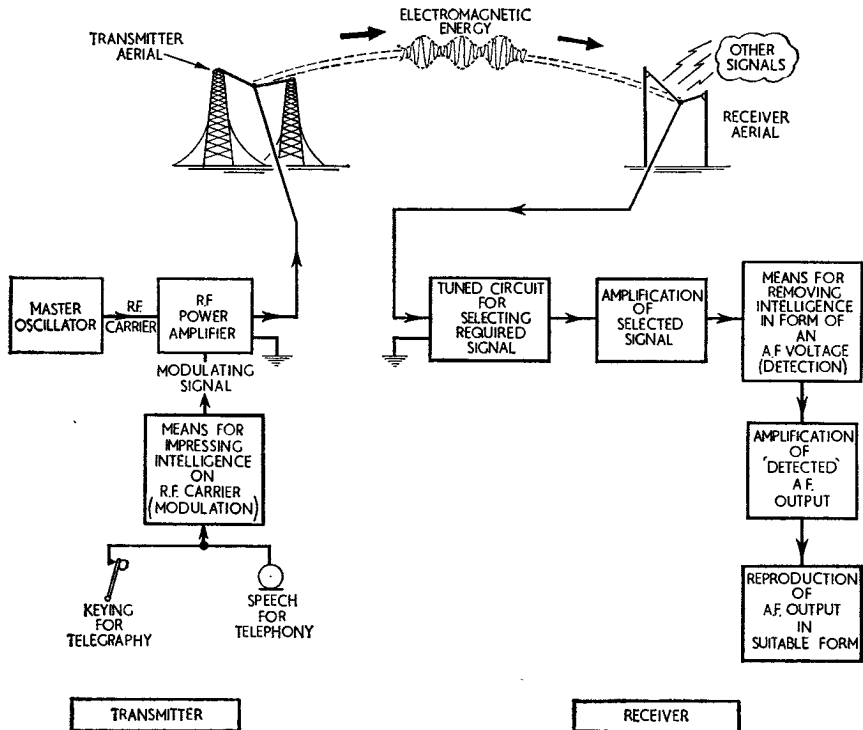 ELECTROMAGNETIC
ENERGY
TRANSMITTER
AERIAL
OTHER
SIGNALS
RECEIVER
AERIAL
MASTER
OSCILLATOR
R.F.
CARRIER
R.F
POWER
AMPLIFIER
MODULATING
SIGNAL
MEANS FOR
IMPRESSING
INTELLIGENCE
ON
R.F. CARRIER
(MODULATION)
KEYING
FOR
TELEGRAPHY
SPEECH
FOR
TELEPHONY
TUNED CIRCUIT
FOR
SELECTING
REQUIRED
SIGNAL
AMPLIFICATION
OF
SELECTED
SIGNAL
MEANS FOR
REMOVING
INTELLIGENCE
IN FORM OF
AN
A.F VOLTAGE
(DETECTION)
AMPLIFICATION
OF
'DETECTED'
A.F.
OUTPUT
REPRODUCTION
OF
A.F. OUTPUT
IN
SUITABLE FORM
TRANSMITTER
RECEIVER